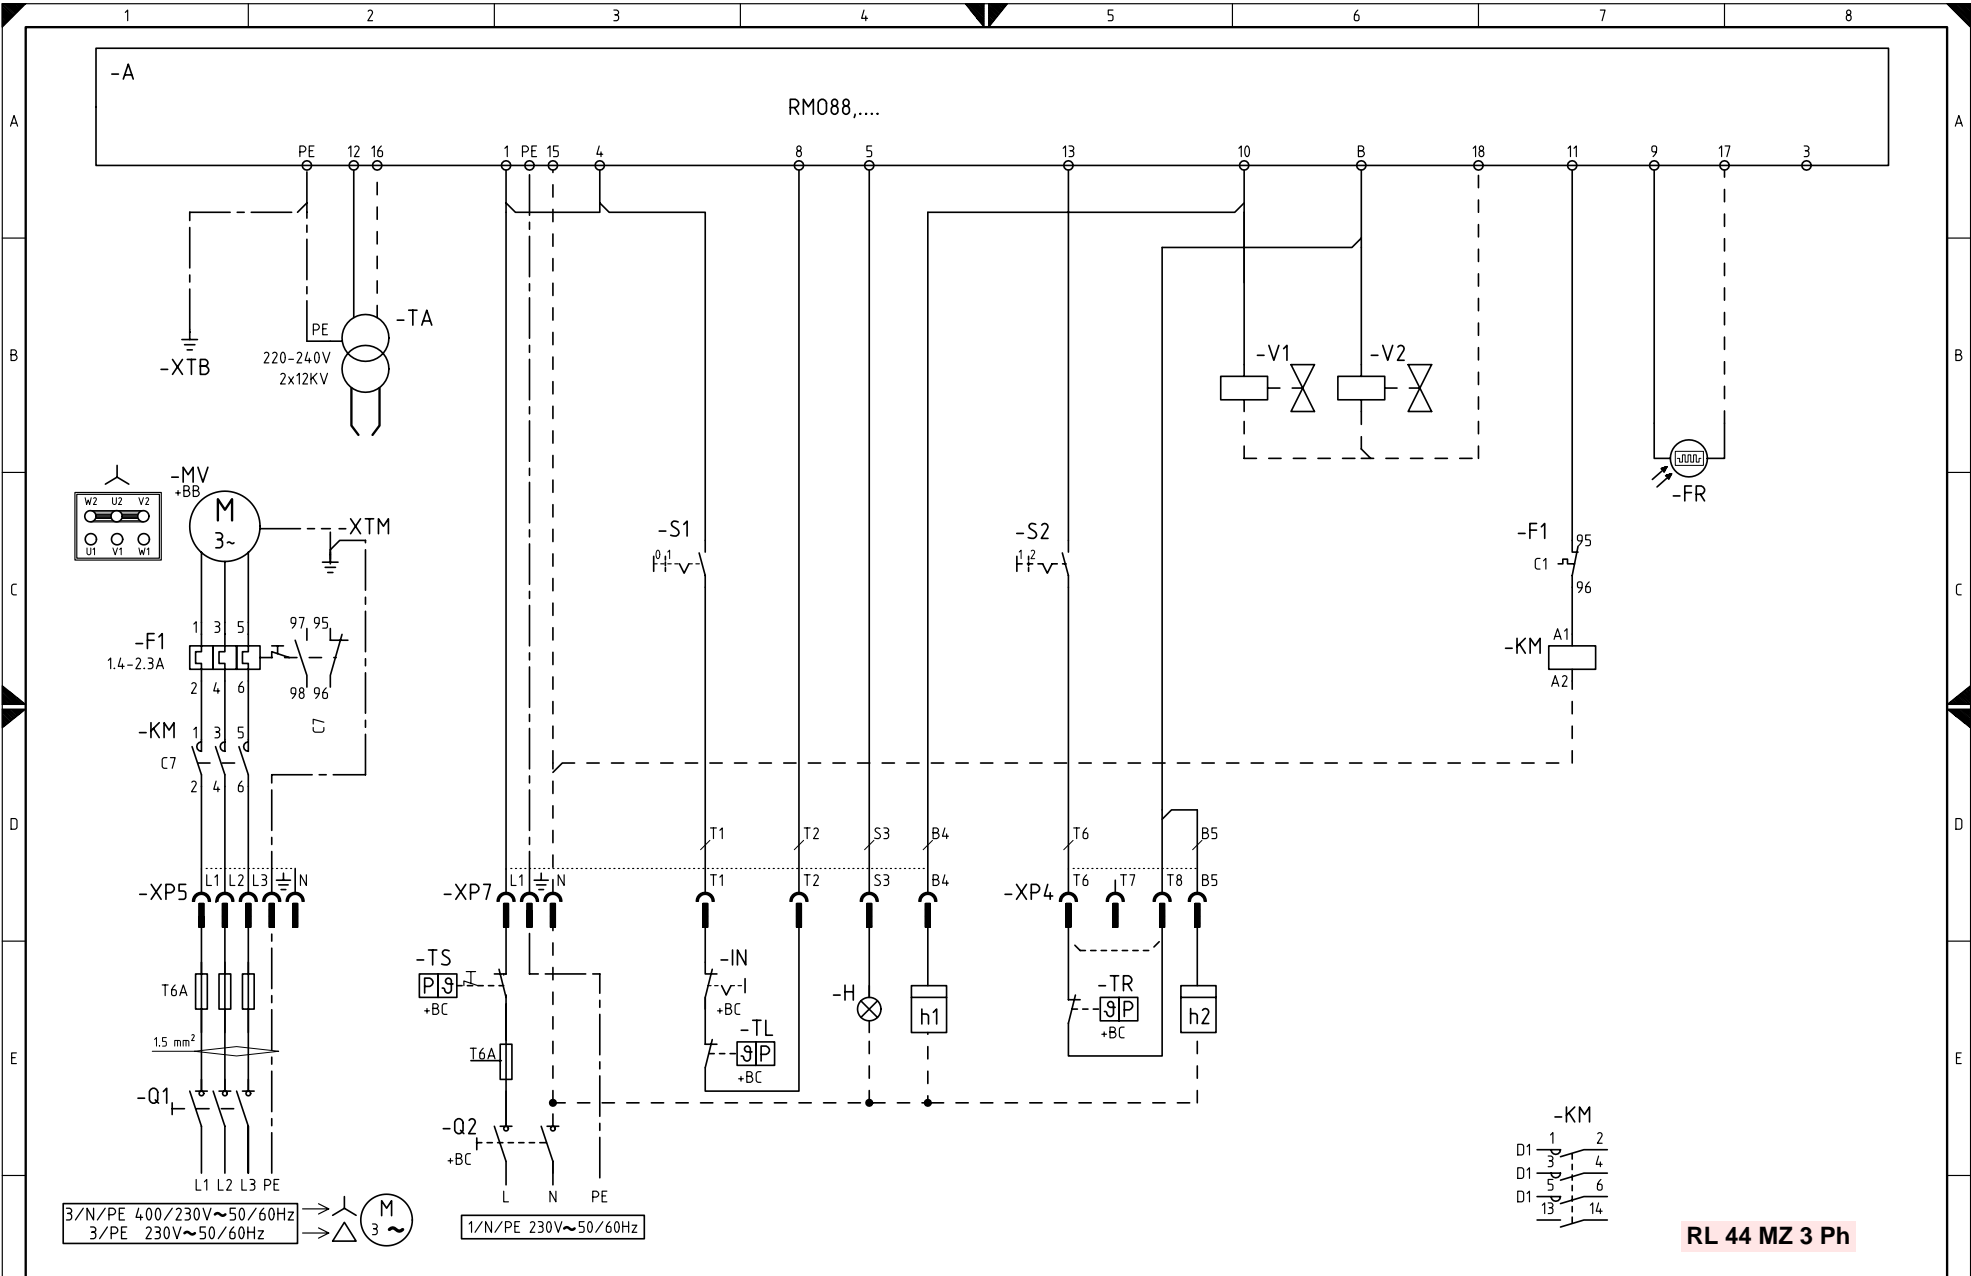 1 2 3 4 5 6 7 8
A A
-A
RMO88,....
PE 12 16 1 PE 15 4 8 5 13 10 B 18 11 9 17 3
B B
PE
-TA
220-240V
2x12KV
-XTB
-V1 -V2
-FR
-MV
+BB
W2 U2 V2
U1 V1 W1
M
3~
-XTM
C C
-S1
0 1
-S2
1 2
-F1
C1
95
96
-F1
1.4-2.3A
1 3 5
2 4 6
97 95
98 96
C7
-KM
A1
A2
-KM
C7
1 3 5
2 4 6
D D
T1 T2 S3 B4 T6 B5
-XP5 L1 L2 L3 N
-XP7 L1 N T1 T2 S3 B4
-XP4 T6 T7 T8 B5
E E
T6A
1.5 mm²
-Q1
L1 L2 L3 PE
-TS
P ϑ
+BC
T6A
-Q2
+BC
L N PE
-IN
+BC
-TL
ϑ P
+BC
-H
h1
-TR
ϑ P
+BC
h2
-KM
D1 1 2
D1 3 4
D1 5 6
13 14
3/N/PE 400/230V~50/60Hz
3/PE 230V~50/60Hz
M
3 ~
1/N/PE 230V~50/60Hz
RL 44 MZ 3 Ph